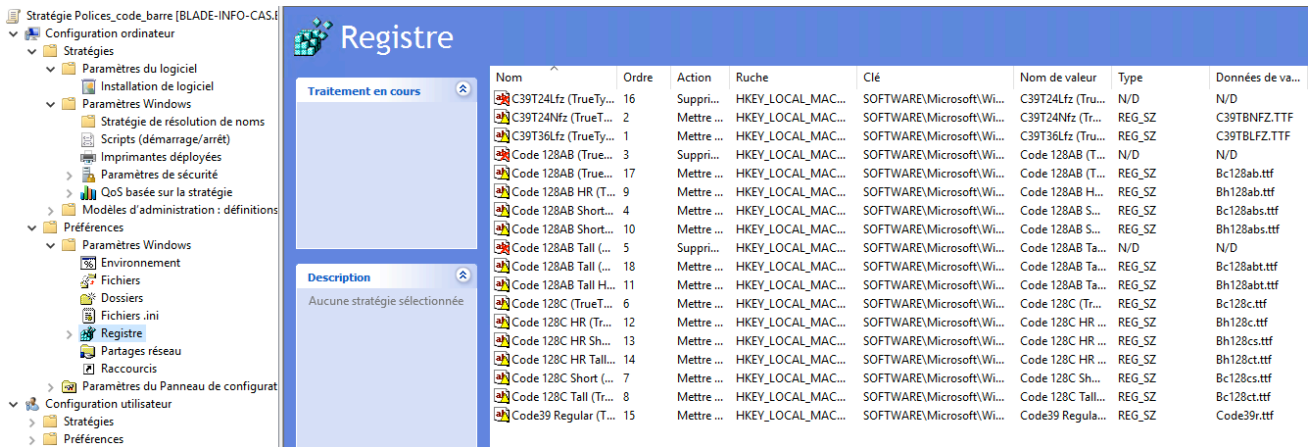 Stratégie Polices_code_barre [BLADE-INFO-CAS.E
Configuration ordinateur
Stratégies
Paramètres du logiciel
Installation de logiciel
Paramètres Windows
Stratégie de résolution de noms
Scripts (démarrage/arrêt)
Imprimantes déployées
Paramètres de sécurité
QoS basée sur la stratégie
Modèles d'administration : définitions
Préférences
Paramètres Windows
Environnement
Fichiers
Dossiers
Fichiers .ini
Registre
Partages réseau
Raccourcis
Paramètres du Panneau de configurat
Configuration utilisateur
Stratégies
Préférences
Registre
Traitement en cours
Description
Aucune stratégie sélectionnée
Nom Ordre Action Ruche Clé Nom de valeur Type Données de va...
C39T24Lfz (TrueTy... 16 Suppri... HKEY_LOCAL_MAC... SOFTWARE\Microsoft\Wi... C39T24Lfz (Tru... N/D N/D
C39T24Nfz (TrueT... 2 Mettre ... HKEY_LOCAL_MAC... SOFTWARE\Microsoft\Wi... C39T24Nfz (Tr... REG_SZ C39TBNFZ.TTF
C39T36Lfz (TrueTy... 1 Mettre ... HKEY_LOCAL_MAC... SOFTWARE\Microsoft\Wi... C39T36Lfz (Tru... REG_SZ C39TBLFZ.TTF
Code 128AB (True... 3 Suppri... HKEY_LOCAL_MAC... SOFTWARE\Microsoft\Wi... Code 128AB (T... N/D N/D
Code 128AB (True... 17 Mettre ... HKEY_LOCAL_MAC... SOFTWARE\Microsoft\Wi... Code 128AB (T... REG_SZ Bc128ab.ttf
Code 128AB HR (T... 9 Mettre ... HKEY_LOCAL_MAC... SOFTWARE\Microsoft\Wi... Code 128AB H... REG_SZ Bh128ab.ttf
Code 128AB Short... 4 Mettre ... HKEY_LOCAL_MAC... SOFTWARE\Microsoft\Wi... Code 128AB S... REG_SZ Bc128abs.ttf
Code 128AB Short... 10 Mettre ... HKEY_LOCAL_MAC... SOFTWARE\Microsoft\Wi... Code 128AB S... REG_SZ Bh128abs.ttf
Code 128AB Tall (... 5 Suppri... HKEY_LOCAL_MAC... SOFTWARE\Microsoft\Wi... Code 128AB Ta... N/D N/D
Code 128AB Tall (... 18 Mettre ... HKEY_LOCAL_MAC... SOFTWARE\Microsoft\Wi... Code 128AB Ta... REG_SZ Bc128abt.ttf
Code 128AB Tall H... 11 Mettre ... HKEY_LOCAL_MAC... SOFTWARE\Microsoft\Wi... Code 128AB Ta... REG_SZ Bh128abt.ttf
Code 128C (TrueT... 6 Mettre ... HKEY_LOCAL_MAC... SOFTWARE\Microsoft\Wi... Code 128C (Tr... REG_SZ Bc128c.ttf
Code 128C HR (Tr... 12 Mettre ... HKEY_LOCAL_MAC... SOFTWARE\Microsoft\Wi... Code 128C HR ... REG_SZ Bh128c.ttf
Code 128C HR Sh... 13 Mettre ... HKEY_LOCAL_MAC... SOFTWARE\Microsoft\Wi... Code 128C HR ... REG_SZ Bh128cs.ttf
Code 128C HR Tall... 14 Mettre ... HKEY_LOCAL_MAC... SOFTWARE\Microsoft\Wi... Code 128C HR ... REG_SZ Bh128ct.ttf
Code 128C Short (... 7 Mettre ... HKEY_LOCAL_MAC... SOFTWARE\Microsoft\Wi... Code 128C Sh... REG_SZ Bc128cs.ttf
Code 128C Tall (Tr... 8 Mettre ... HKEY_LOCAL_MAC... SOFTWARE\Microsoft\Wi... Code 128C Tall... REG_SZ Bc128ct.ttf
Code39 Regular (T... 15 Mettre ... HKEY_LOCAL_MAC... SOFTWARE\Microsoft\Wi... Code39 Regula... REG_SZ Code39r.ttf